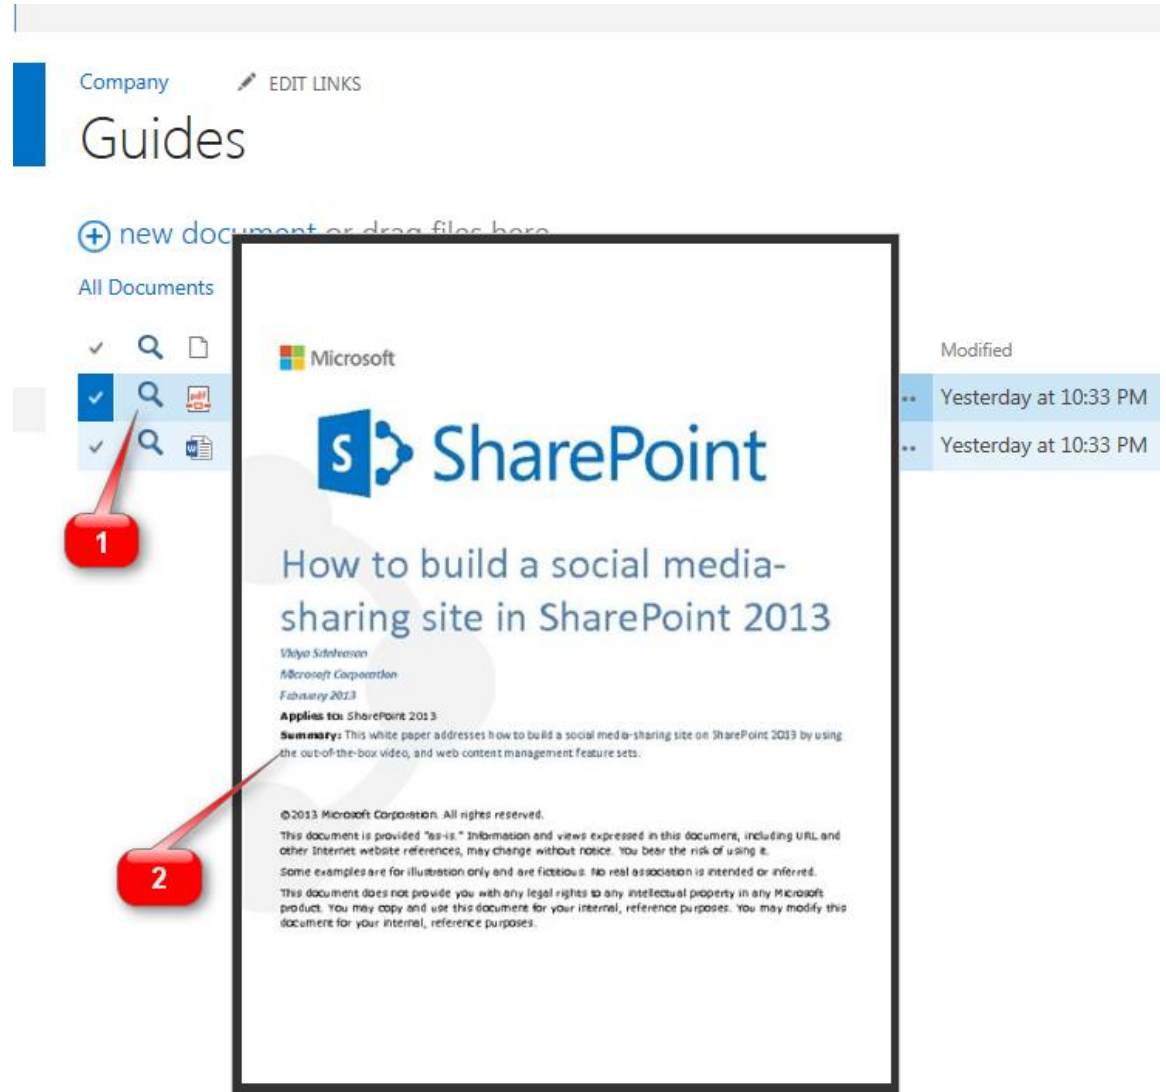 Company EDIT LINKS
Guides
new document or drag files here
All Documents
Modified
pdf
Yesterday at 10:33 PM
W
Yesterday at 10:33 PM
1
Microsoft
S SharePoint
How to build a social media-
sharing site in SharePoint 2013
Vidya Srinivasan
Microsoft Corporation
February 2013
Applies to: SharePoint 2013
Summary: This white paper addresses how to build a social media-sharing site on SharePoint 2013 by using
the out-of-the-box video, and web content management feature sets.
2
©2013 Microsoft Corporation. All rights reserved.
This document is provided "as-is." Information and views expressed in this document, including URL and
other Internet website references, may change without notice. You bear the risk of using it.
Some examples are for illustration only and are fictitious. No real association is intended or inferred.
This document does not provide you with any legal rights to any intellectual property in any Microsoft
product. You may copy and use this document for your internal, reference purposes. You may modify this
document for your internal, reference purposes.